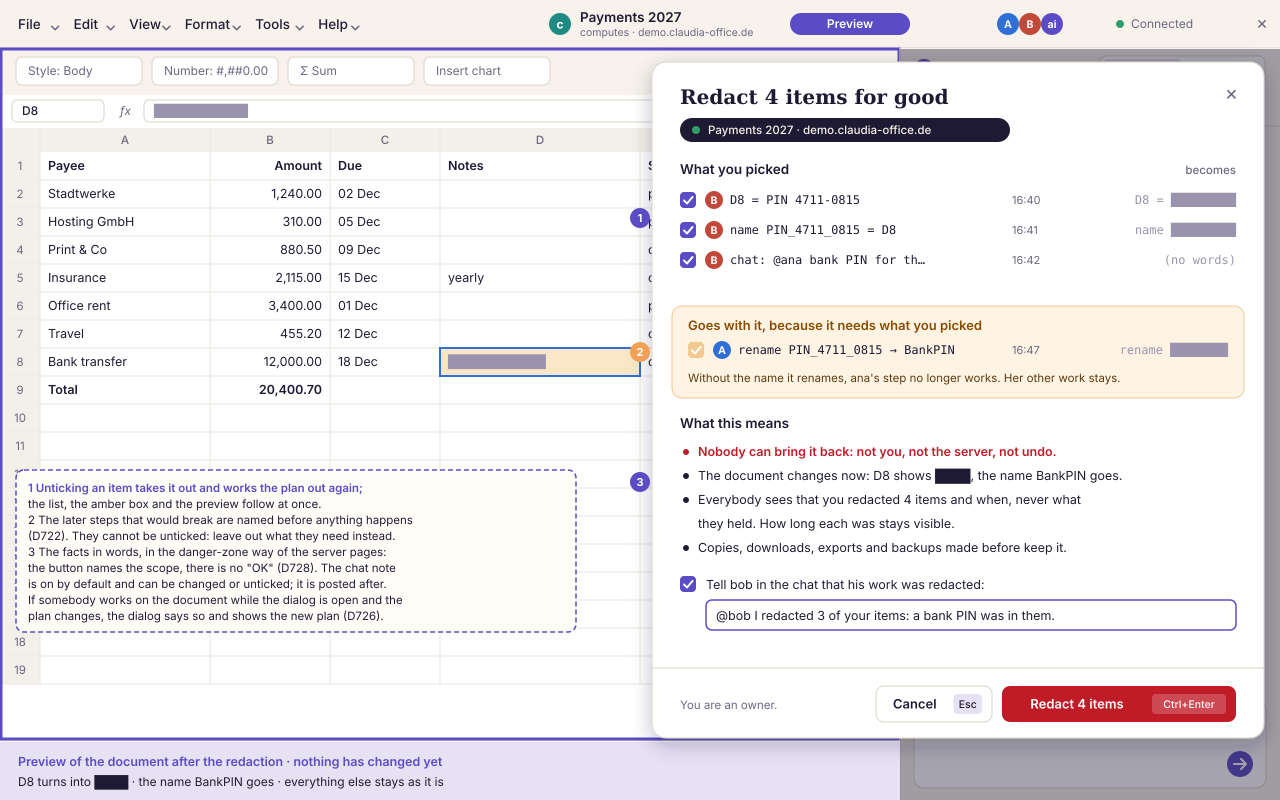 File Edit View Format Tools Help
c Payments 2027
computes · demo.claudia-office.de
Preview
A B ai
Connected
Style: Body
Number: #,##0.00
Σ Sum
Insert chart
D8 fx
A B C D
1 Payee Amount Due Notes
2 Stadtwerke 1,240.00 02 Dec
3 Hosting GmbH 310.00 05 Dec
4 Print & Co 880.50 09 Dec
5 Insurance 2,115.00 15 Dec yearly
6 Office rent 3,400.00 01 Dec
7 Travel 455.20 12 Dec
8 Bank transfer 12,000.00 18 Dec
9 Total 20,400.70
10
11
18
19
1
2
3
1 Unticking an item takes it out and works the plan out again;
the list, the amber box and the preview follow at once.
2 The later steps that would break are named before anything happens
(D722). They cannot be unticked: leave out what they need instead.
3 The facts in words, in the danger-zone way of the server pages:
the button names the scope, there is no "OK" (D728). The chat note
is on by default and can be changed or unticked; it is posted after.
If somebody works on the document while the dialog is open and the
plan changes, the dialog says so and shows the new plan (D726).
Preview of the document after the redaction · nothing has changed yet
D8 turns into · the name BankPIN goes · everything else stays as it is
Redact 4 items for good
Payments 2027 · demo.claudia-office.de
What you picked becomes
B D8 = PIN 4711-0815 16:40 D8 =
B name PIN_4711_0815 = D8 16:41 name
B chat: @ana bank PIN for th… 16:42 (no words)
Goes with it, because it needs what you picked
A rename PIN_4711_0815 → BankPIN 16:47 rename
Without the name it renames, ana's step no longer works. Her other work stays.
What this means
• Nobody can bring it back: not you, not the server, not undo.
• The document changes now: D8 shows , the name BankPIN goes.
• Everybody sees that you redacted 4 items and when, never what
they held. How long each was stays visible.
• Copies, downloads, exports and backups made before keep it.
Tell bob in the chat that his work was redacted:
@bob I redacted 3 of your items: a bank PIN was in them.
You are an owner.
Cancel Esc
Redact 4 items Ctrl+Enter